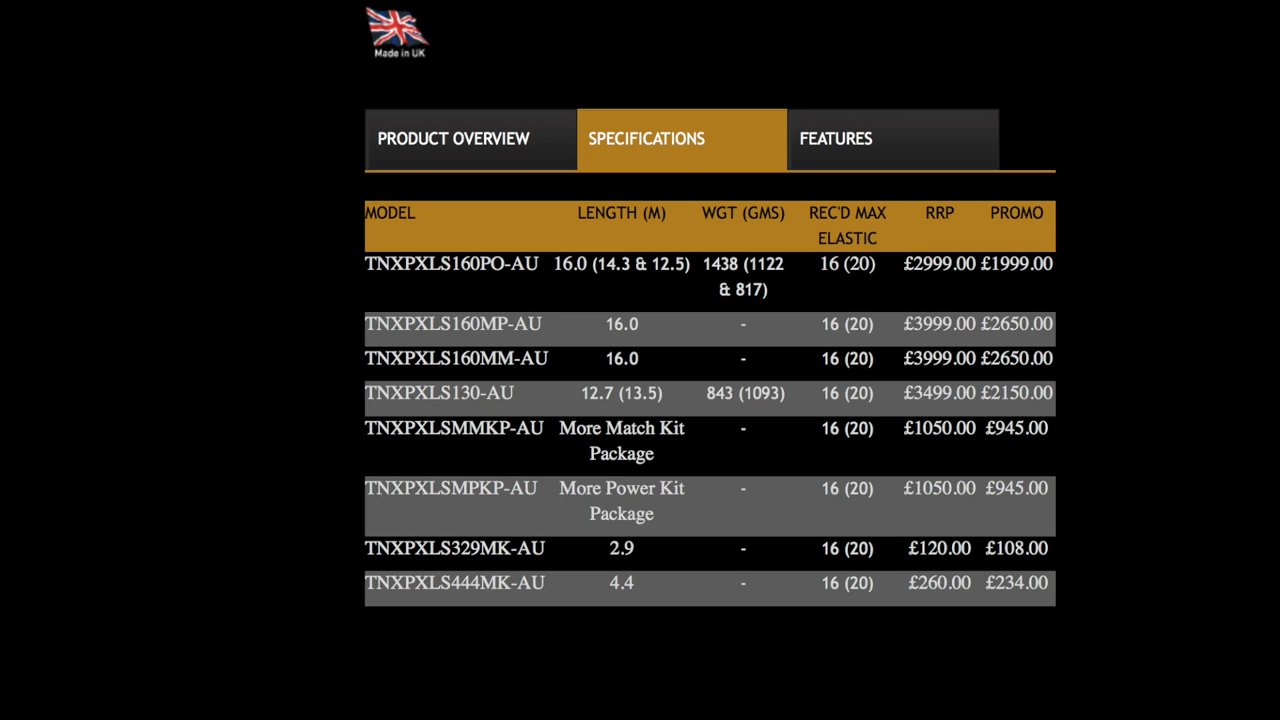 Made in UK
PRODUCT OVERVIEW SPECIFICATIONS FEATURES
MODEL LENGTH (M) WGT (GMS) REC'D MAX RRP PROMO
ELASTIC
TNXPXLS160PO-AU 16.0 (14.3 & 12.5) 1438 (1122 16 (20) £2999.00 £1999.00
& 817)
TNXPXLS160MP-AU 16.0 - 16 (20) £3999.00 £2650.00
TNXPXLS160MM-AU 16.0 - 16 (20) £3999.00 £2650.00
TNXPXLS130-AU 12.7 (13.5) 843 (1093) 16 (20) £3499.00 £2150.00
TNXPXLSMMKP-AU More Match Kit - 16 (20) £1050.00 £945.00
Package
TNXPXLSMPKP-AU More Power Kit - 16 (20) £1050.00 £945.00
Package
TNXPXLS329MK-AU 2.9 - 16 (20) £120.00 £108.00
TNXPXLS444MK-AU 4.4 - 16 (20) £260.00 £234.00